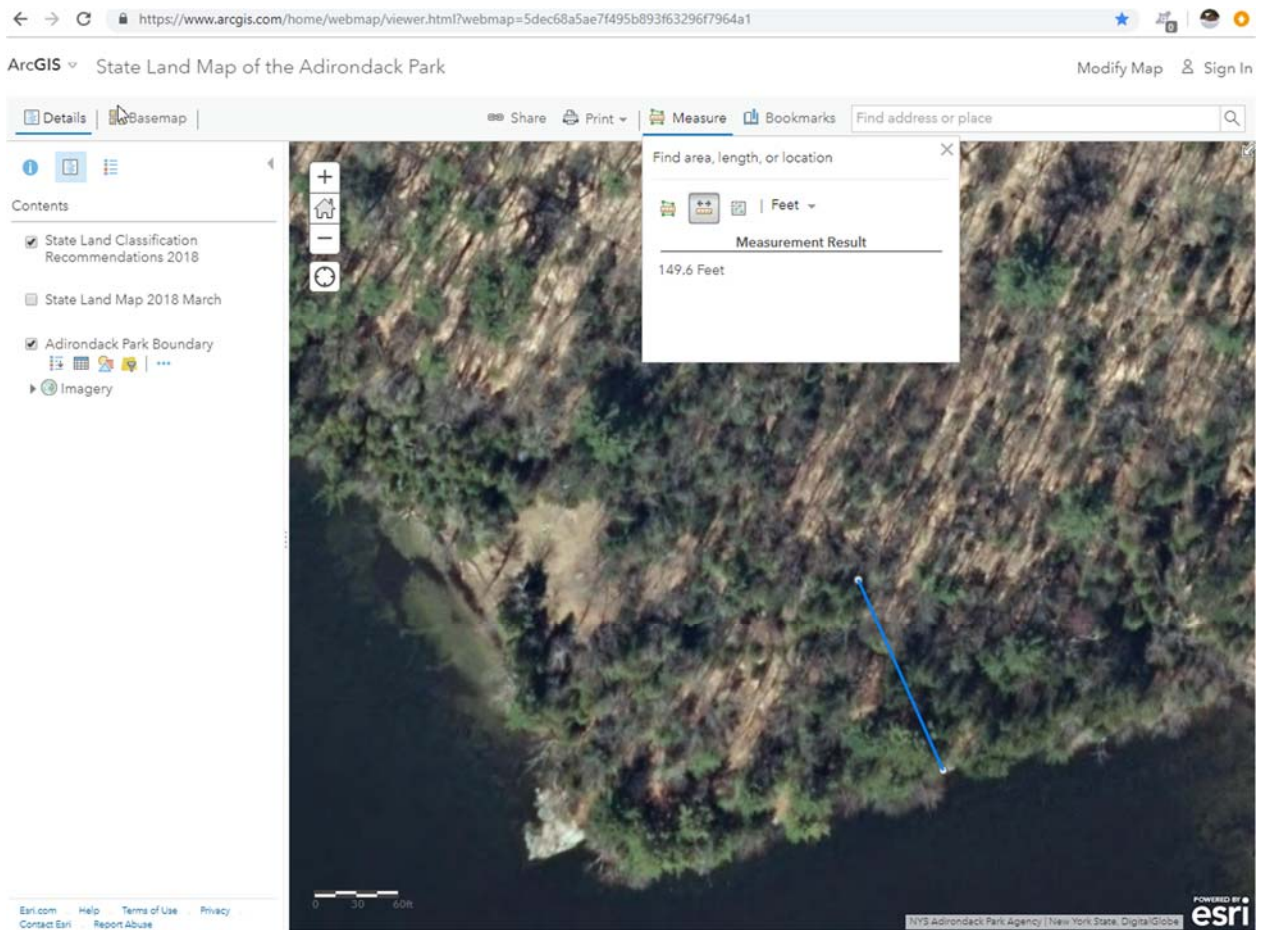 https://www.arcgis.com/home/webmap/viewer.html?webmap=5dec68a5ae7f495b893f63296f7964a1
0
ArcGIS State Land Map of the Adirondack Park
Modify Map Sign In
Details Basemap Share Print Measure Bookmarks Find address or place
Find area, length, or location
Feet
Measurement Result
149.6 Feet
Contents
State Land Classification
Recommendations 2018
State Land Map 2018 March
Adirondack Park Boundary
Imagery
0 30 60ft
Esri.com Help Terms of Use Privacy
Contact Esri Report Abuse
NYS Adirondack Park Agency | New York State, DigitalGlobe
POWERED BY
esri